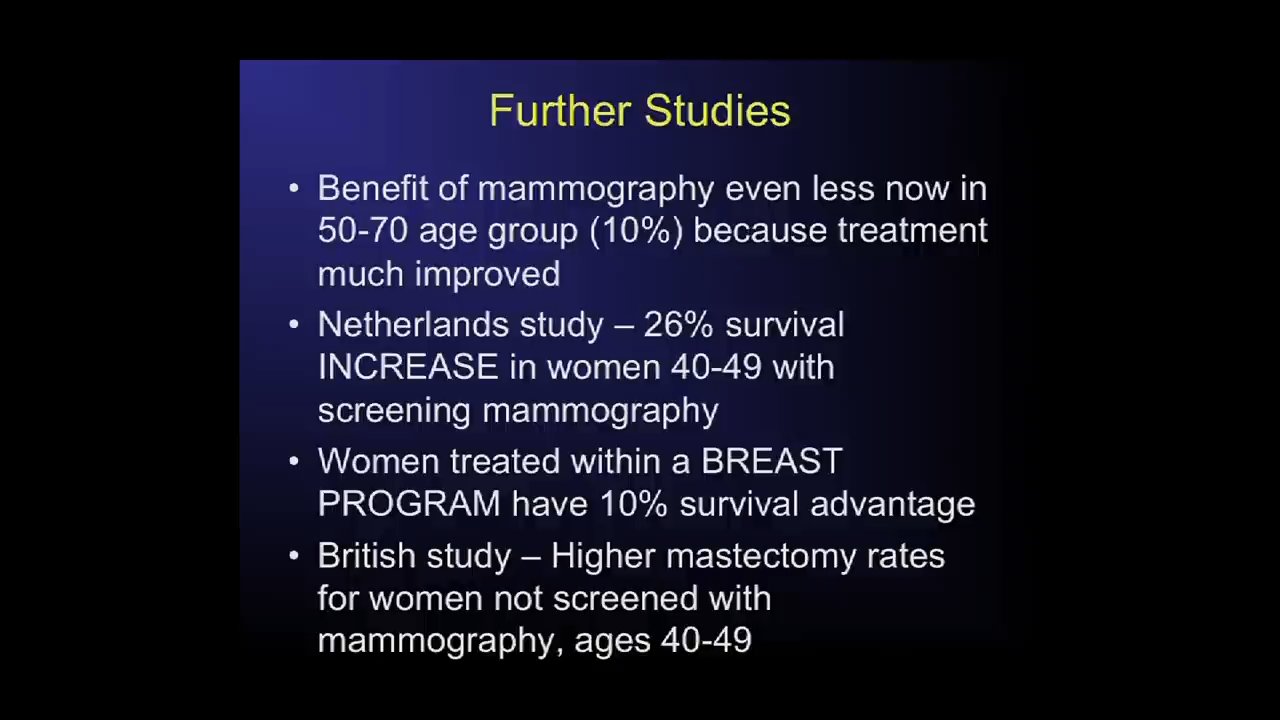 Further Studies
• Benefit of mammography even less now in
50-70 age group (10%) because treatment
much improved
• Netherlands study – 26% survival
INCREASE in women 40-49 with
screening mammography
• Women treated within a BREAST
PROGRAM have 10% survival advantage
• British study – Higher mastectomy rates
for women not screened with
mammography, ages 40-49